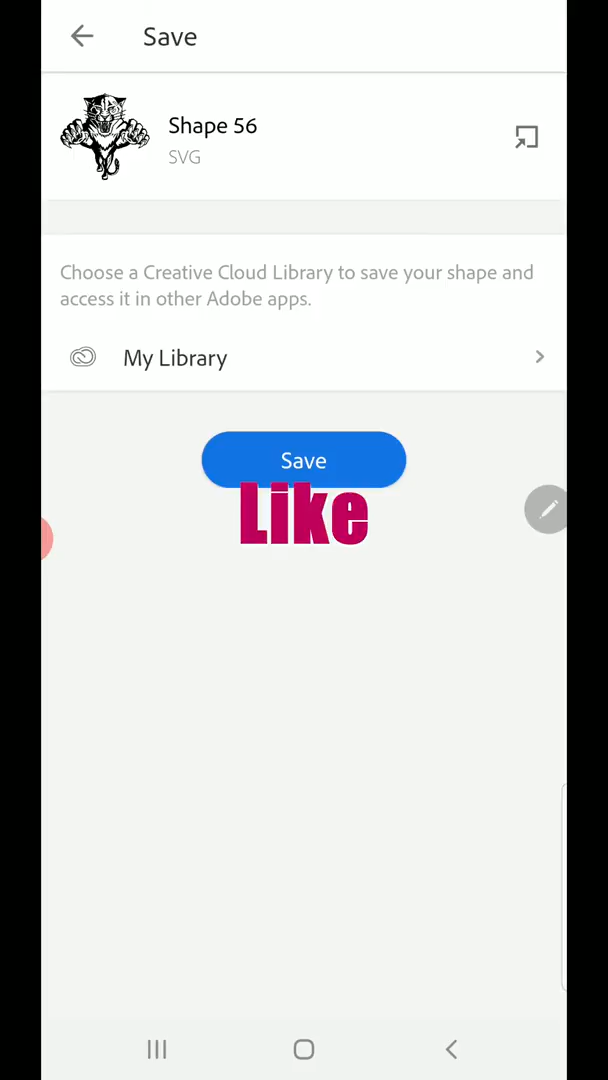 Save
Shape 56
SVG
Choose a Creative Cloud Library to save your shape and
access it in other Adobe apps.
My Library
Save
Like